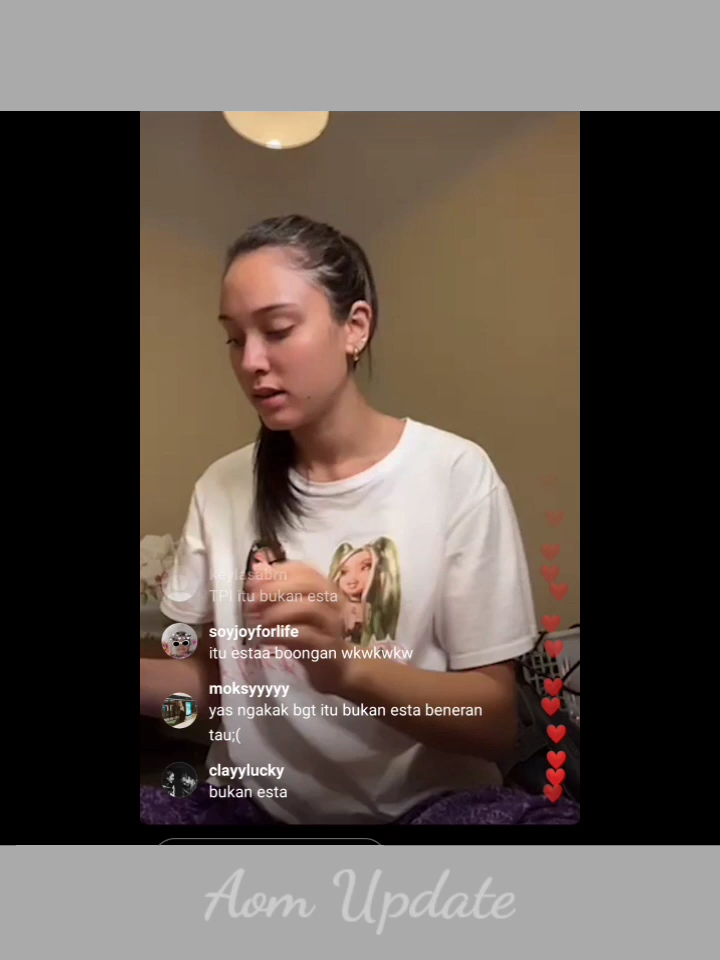 keylasabrn
TPI itu bukan esta
soyjoyforlife
itu estaa boongan wkwkwkw
moksyyyyy
yas ngakak bgt itu bukan esta beneran
tau;(
clayylucky
bukan esta
Aom Update